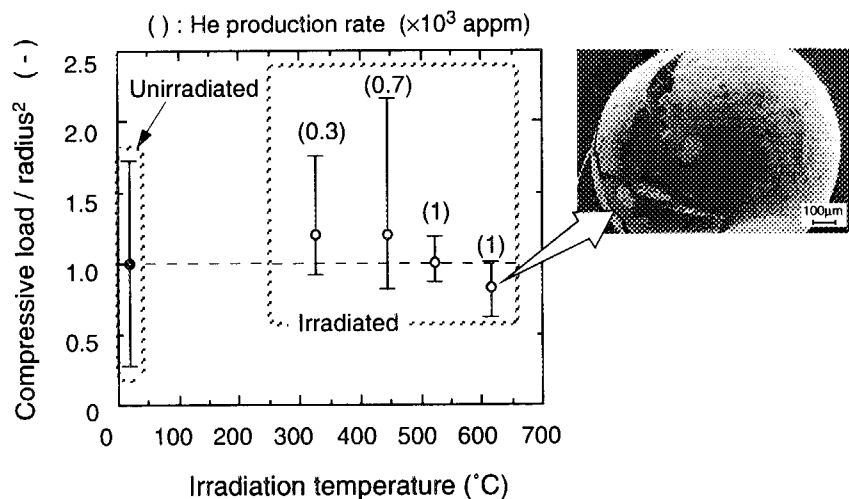 ( ) : He production rate (×10³ appm)
Compressive load / radius² (-)
2.5
2.0
1.5
1.0
0.5
0
Unirradiated
(0.3)
(0.7)
(1)
(1)
Irradiated
100μm
0 100 200 300 400 500 600 700
Irradiation temperature (˚C)